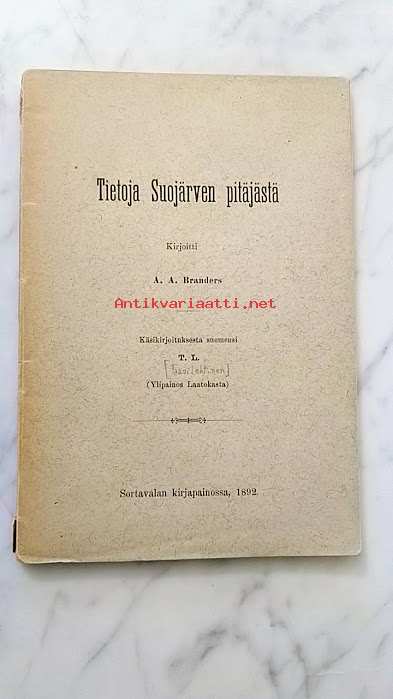 Tietoja Suojärven pitäjästä
Kirjoitti
A. A. Branders
Antikvariaatti.net
Käsikirjoituksesta suomensi
T. L.
(Ylipainos Laatokasta)
Sortavalan kirjapainossa, 1892.